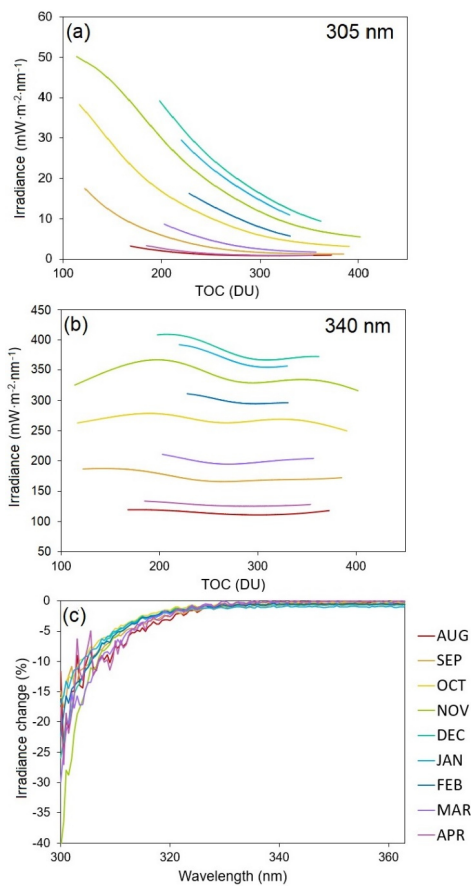 (a)
305 nm
Irradiance (mW·m-2·nm-1)
60
50
40
30
20
10
0
100
200
300
400
TOC (DU)
(b)
340 nm
Irradiance (mW·m-2·nm-1)
450
400
350
300
250
200
150
100
50
100
200
300
400
TOC (DU)
(c)
Irradiance change (%)
0
-5
-10
-15
-20
-25
-30
-35
-40
300
320
340
360
Wavelength (nm)
AUG
SEP
OCT
NOV
DEC
JAN
FEB
MAR
APR